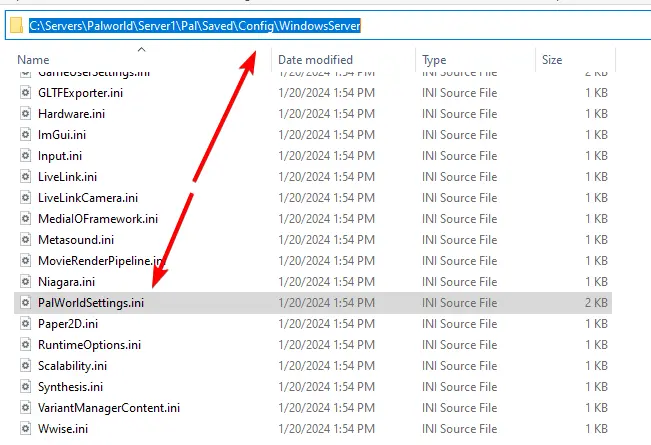 C:\Servers\Palworld\Server1\Pal\Saved\Config\WindowsServer
Name Date modified Type Size
GameUserSettings.ini 1/20/2024 1:54 PM INI Source File 2 KB
GLTFExporter.ini 1/20/2024 1:54 PM INI Source File 1 KB
Hardware.ini 1/20/2024 1:54 PM INI Source File 1 KB
ImGui.ini 1/20/2024 1:54 PM INI Source File 1 KB
Input.ini 1/20/2024 1:54 PM INI Source File 1 KB
LiveLink.ini 1/20/2024 1:54 PM INI Source File 1 KB
LiveLinkCamera.ini 1/20/2024 1:54 PM INI Source File 1 KB
MedialOFramework.ini 1/20/2024 1:54 PM INI Source File 1 KB
Metasound.ini 1/20/2024 1:54 PM INI Source File 1 KB
MovieRenderPipeline.ini 1/20/2024 1:54 PM INI Source File 1 KB
Niagara.ini 1/20/2024 1:54 PM INI Source File 1 KB
PalWorldSettings.ini 1/20/2024 1:54 PM INI Source File 2 KB
Paper2D.ini 1/20/2024 1:54 PM INI Source File 1 KB
RuntimeOptions.ini 1/20/2024 1:54 PM INI Source File 1 KB
Scalability.ini 1/20/2024 1:54 PM INI Source File 1 KB
Synthesis.ini 1/20/2024 1:54 PM INI Source File 1 KB
VariantManagerContent.ini 1/20/2024 1:54 PM INI Source File 1 KB
Wwise.ini 1/20/2024 1:54 PM INI Source File 1 KB